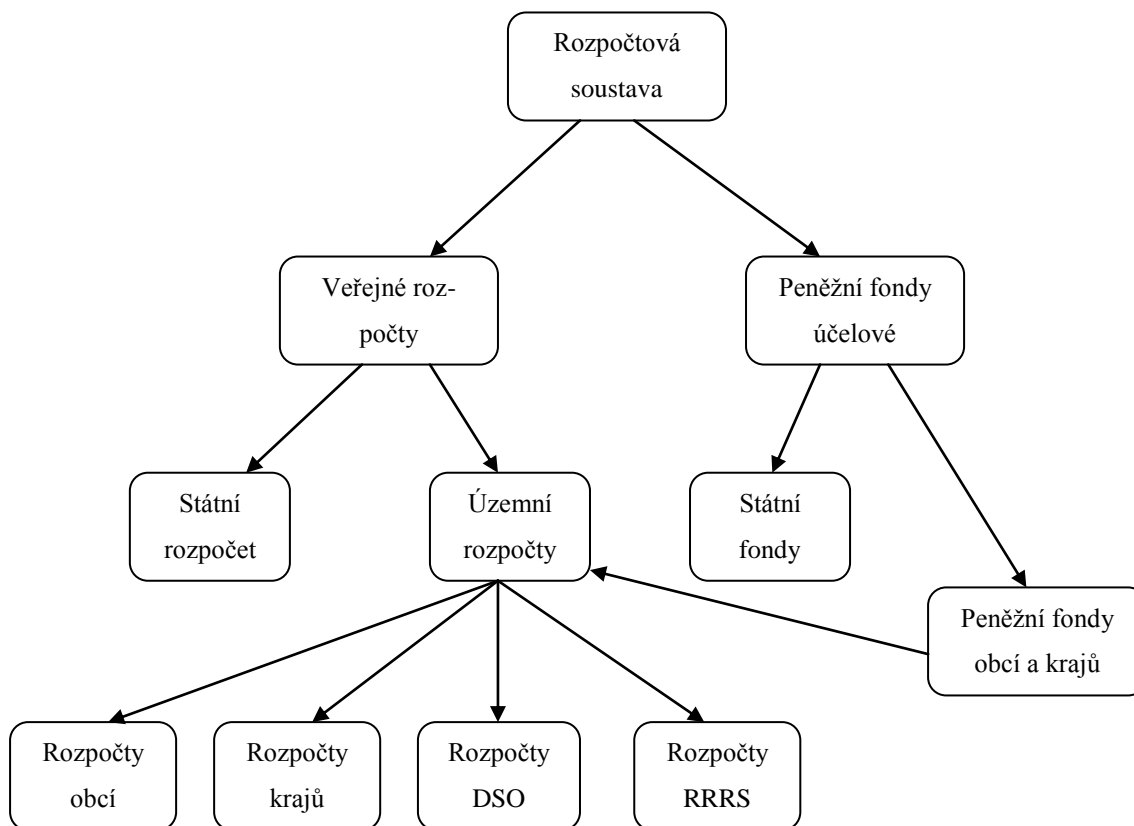 Rozpočtová
soustava
Veřejné roz-
počty
Peněžní fondy
účelové
Státní
rozpočet
Územní
rozpočty
Státní
fondy
Peněžní fondy
obcí a krajů
Rozpočty
obcí
Rozpočty
krajů
Rozpočty
DSO
Rozpočty
RRRS